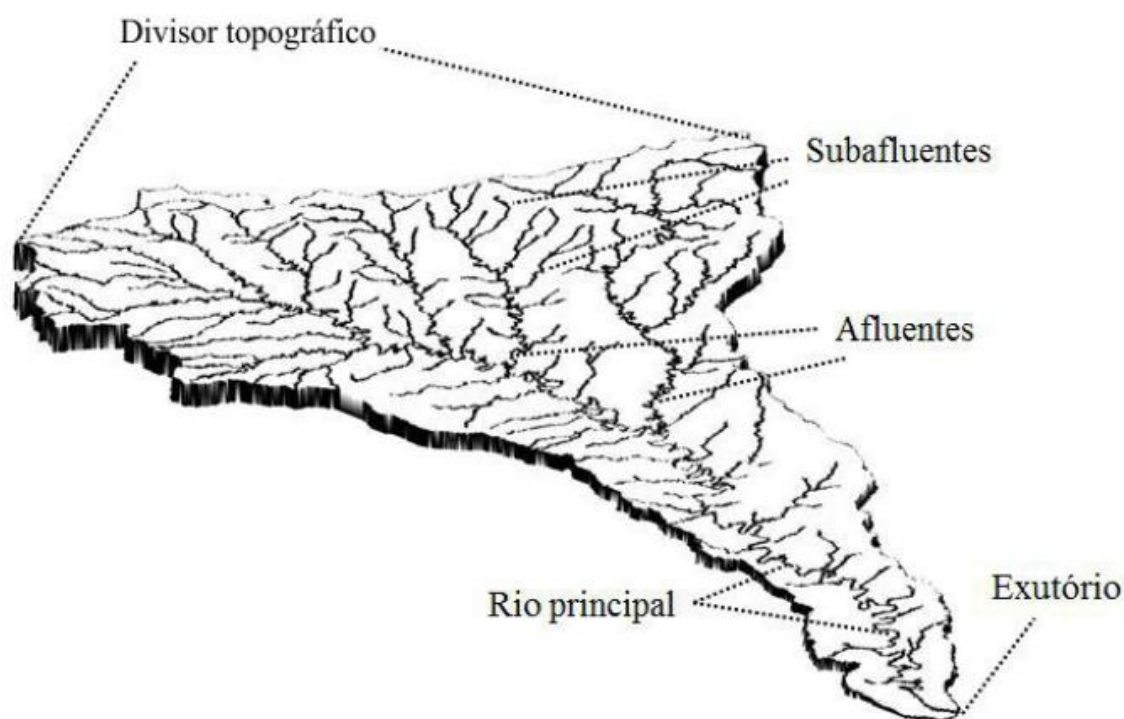 Divisor topográfico
Subafluentes
Afluentes
Rio principal
Exutório